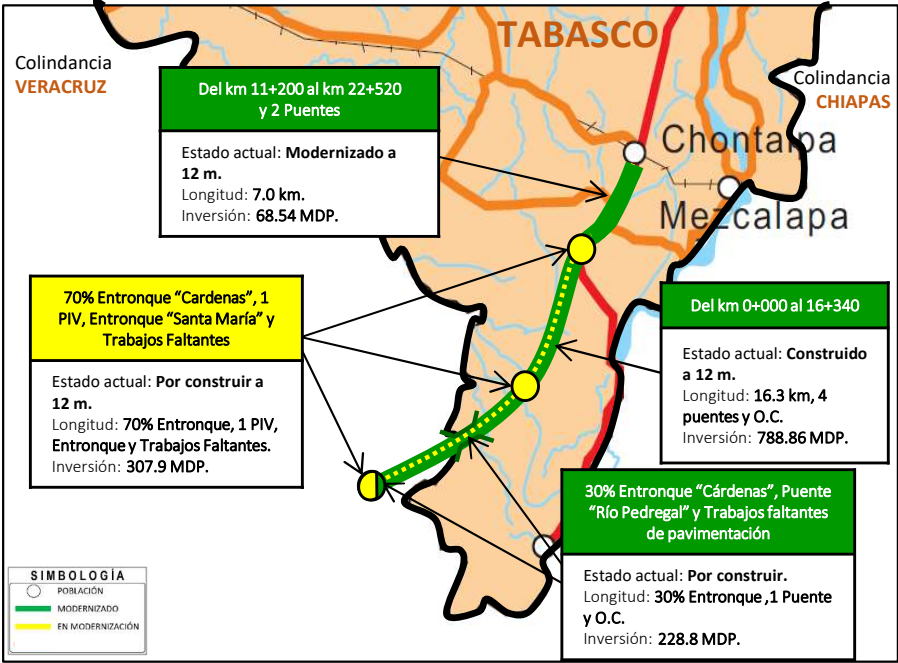 TABASCO
Colindancia
VERACRUZ
Colindancia
CHIAPAS
Del km 11+200 al km 22+520
y 2 Puentes
Estado actual: Modernizado a
12 m.
Longitud: 7.0 km.
Inversión: 68.54 MDP.
Chontalpa
Mezcalapa
70% Entronque “Cardenas”, 1
PIV, Entronque “Santa María” y
Trabajos Faltantes
Estado actual: Por construir a
12 m.
Longitud: 70% Entronque, 1 PIV,
Entronque y Trabajos Faltantes.
Inversión: 307.9 MDP.
Del km 0+000 al 16+340
Estado actual: Construido
a 12 m.
Longitud: 16.3 km, 4
puentes y O.C.
Inversión: 788.86 MDP.
30% Entronque “Cárdenas”, Puente
“Río Pedregal” y Trabajos faltantes
de pavimentación
Estado actual: Por construir.
Longitud: 30% Entronque ,1 Puente
y O.C.
Inversión: 228.8 MDP.
SIMBOLOGÍA
POBLACIÓN
MODERNIZADO
EN MODERNIZACIÓN